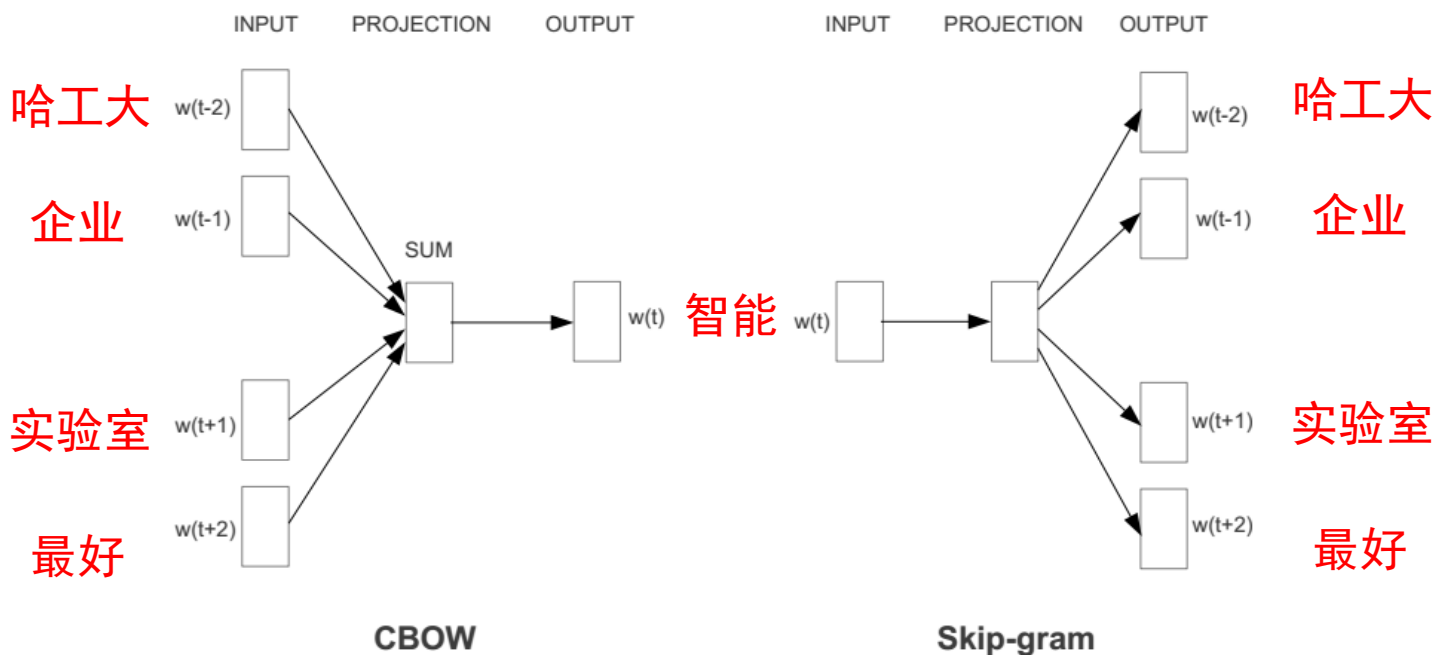 INPUT PROJECTION OUTPUT
哈工大 w(t-2)
企业 w(t-1)
SUM
w(t)
实验室 w(t+1)
最好 w(t+2)
CBOW
智能
INPUT PROJECTION OUTPUT
w(t-2) 哈工大
w(t-1) 企业
w(t)
w(t+1) 实验室
w(t+2) 最好
Skip-gram